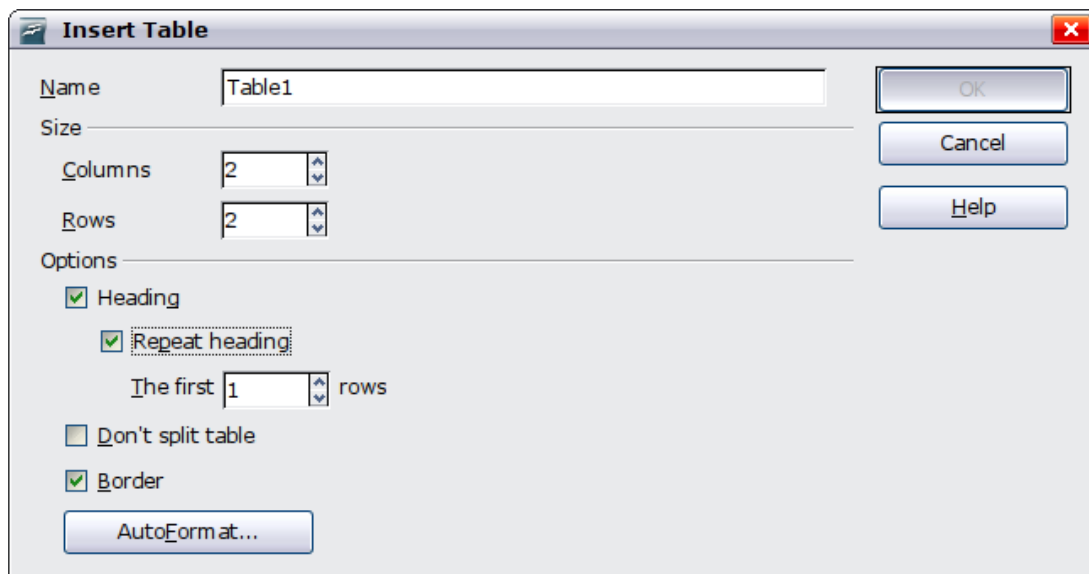 Insert Table
Name Table1
OK
Size
Cancel
Columns 2
Help
Rows 2
Options
Heading
Repeat heading
The first 1 rows
Don't split table
Border
AutoFormat...